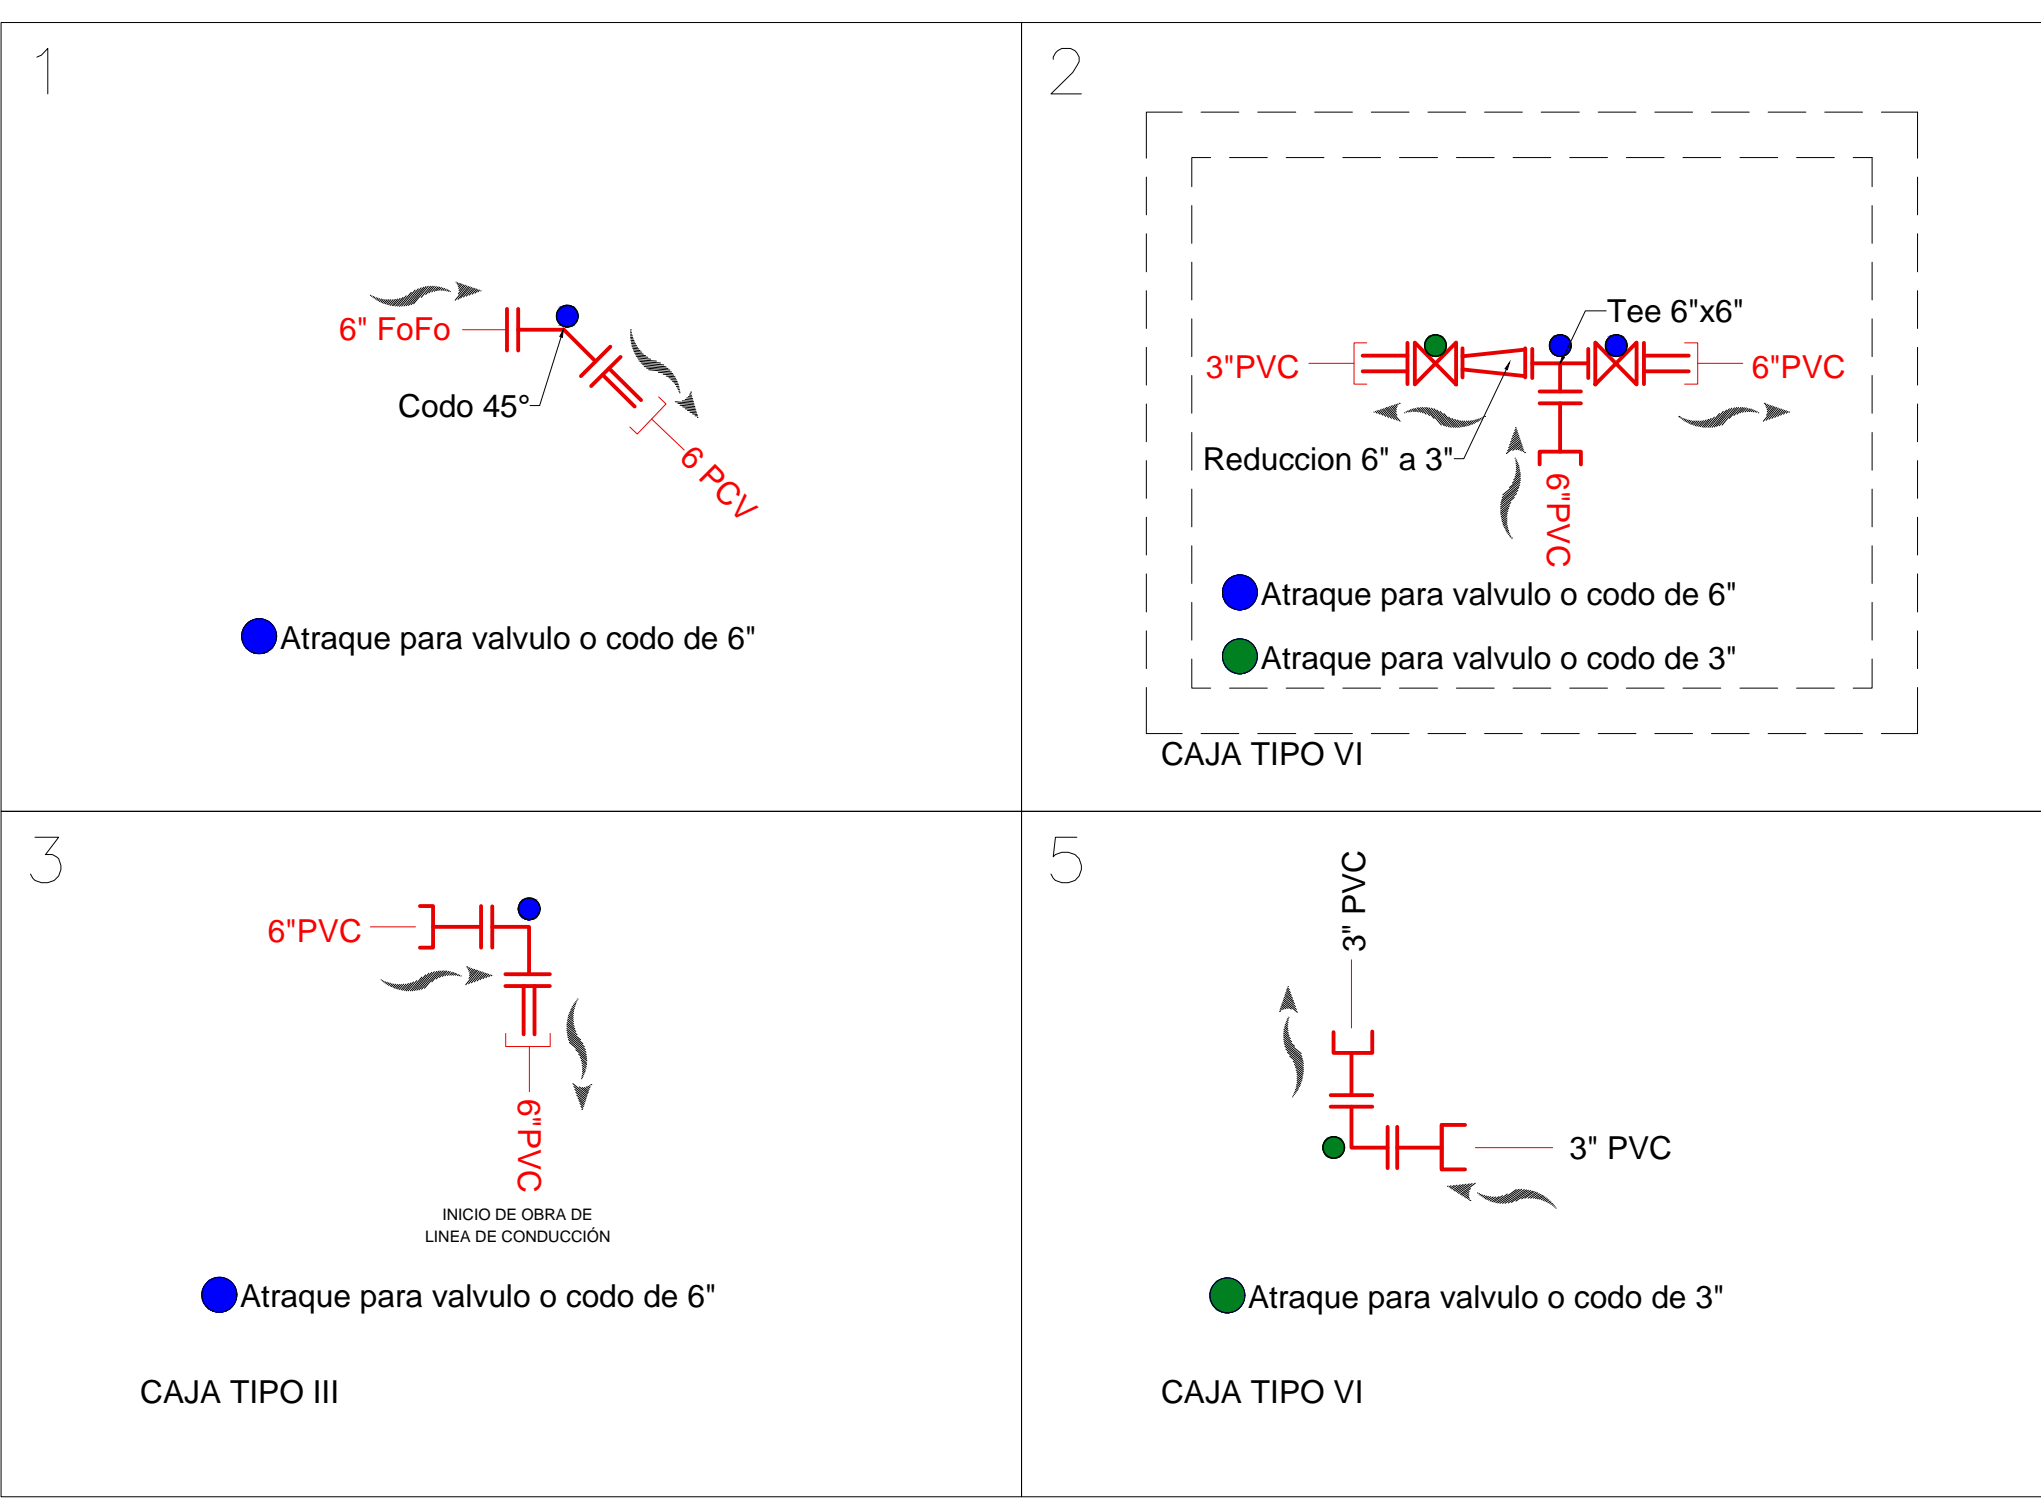 1
6" FoFo
Codo 45°
6 PCV
Atraque para valvulo o codo de 6"
2
Tee 6"x6"
3"PVC
6"PVC
Reduccion 6" a 3"
6"PVC
Atraque para valvulo o codo de 6"
Atraque para valvulo o codo de 3"
CAJA TIPO VI
3
6"PVC
6"PVC
INICIO DE OBRA DE
LINEA DE CONDUCCIÓN
Atraque para valvulo o codo de 6"
CAJA TIPO III
5
3" PVC
3" PVC
Atraque para valvulo o codo de 3"
CAJA TIPO VI